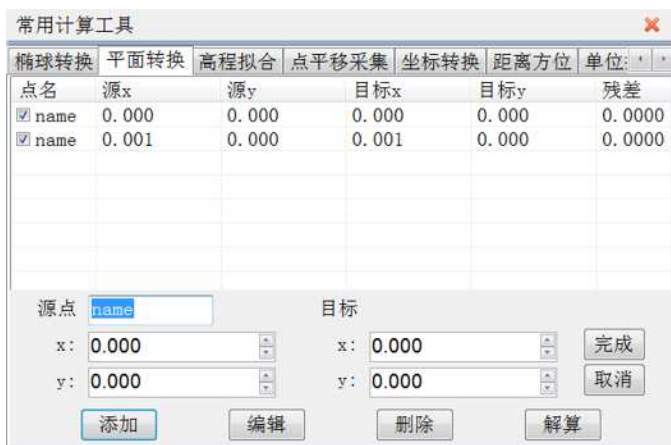 常用计算工具
椭球转换 平面转换 高程拟合 点平移采集 坐标转换 距离方位 单位
点名 源x 源y 目标x 目标y 残差
name 0.000 0.000 0.000 0.000 0.0000
name 0.001 0.000 0.001 0.000 0.0000
源点 name 目标
x: 0.000 x: 0.000 完成
y: 0.000 y: 0.000 取消
添加 编辑 删除 解算